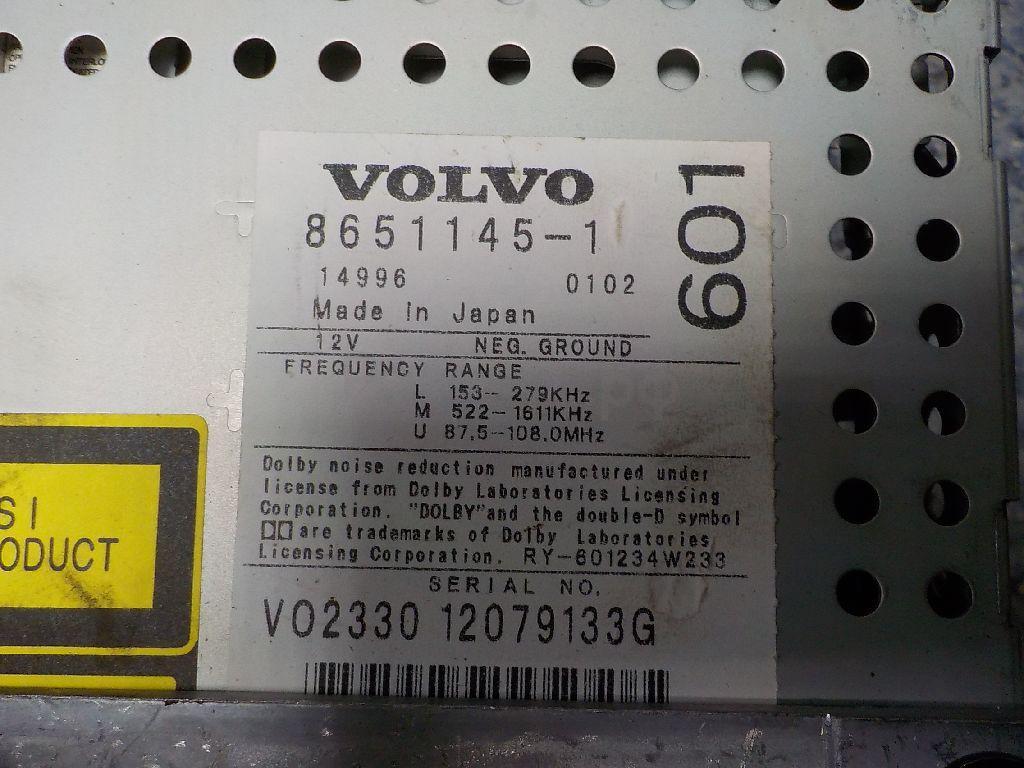 VOLVO
601
8651145-1
14996 0102
Made in Japan
12V NEG. GROUND
FREQUENCY RANGE
L 153-- 279KHz
M 522--1611KHz
U 87.5--108.0MHz
Dolby noise reduction manufactured under
license from Dolby Laboratories Licensing
Corporation. "DOLBY"and the double-D symbol
are trademarks of Dolby Laboratories
Licensing Corporation. RY-601234W233
SERIAL NO.
VO2330 12079133G
SI
ODUCT